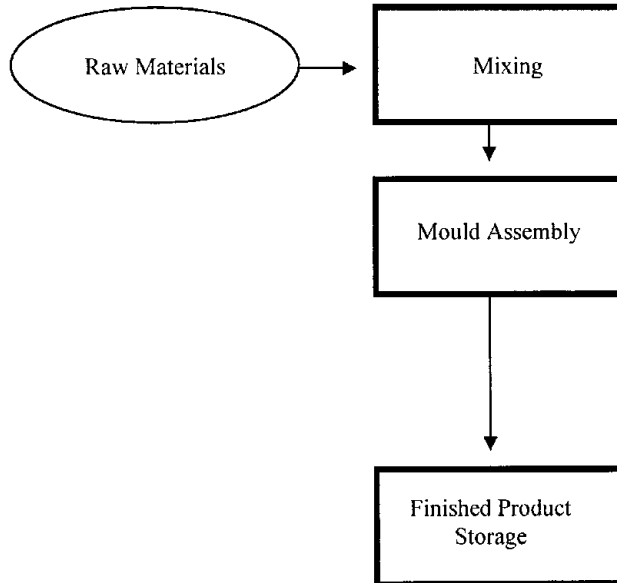 Raw Materials
Mixing
Mould Assembly
Finished Product
Storage